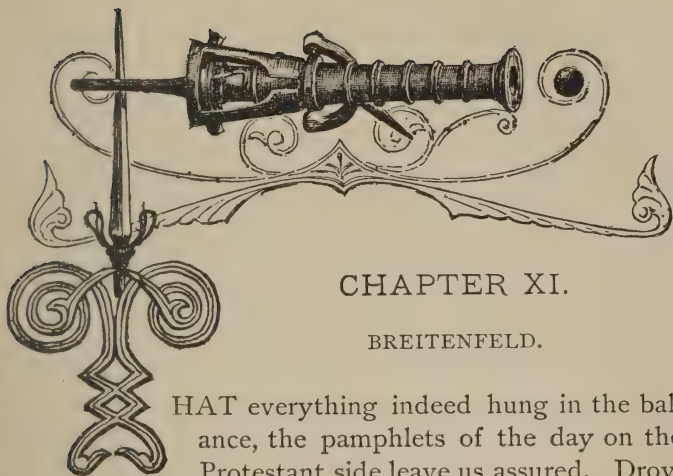 CHAPTER XI.
BREITENFELD.
THAT everything indeed hung in the bal-
ance, the pamphlets of the day on the
Protestant side leave us assured.